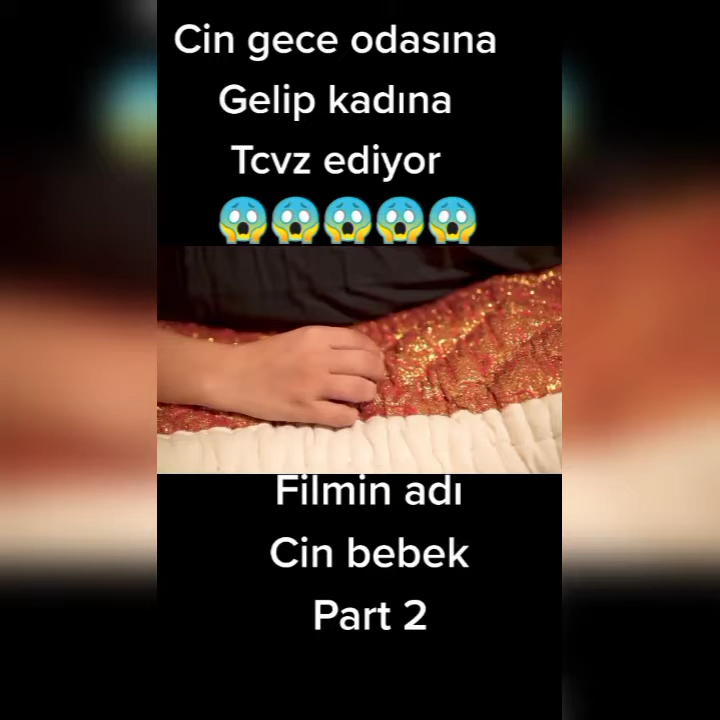 Cin gece odasına
Gelip kadına
Tcvz ediyor
😱😱😱😱😱
Filmin adı
Cin bebek
Part 2